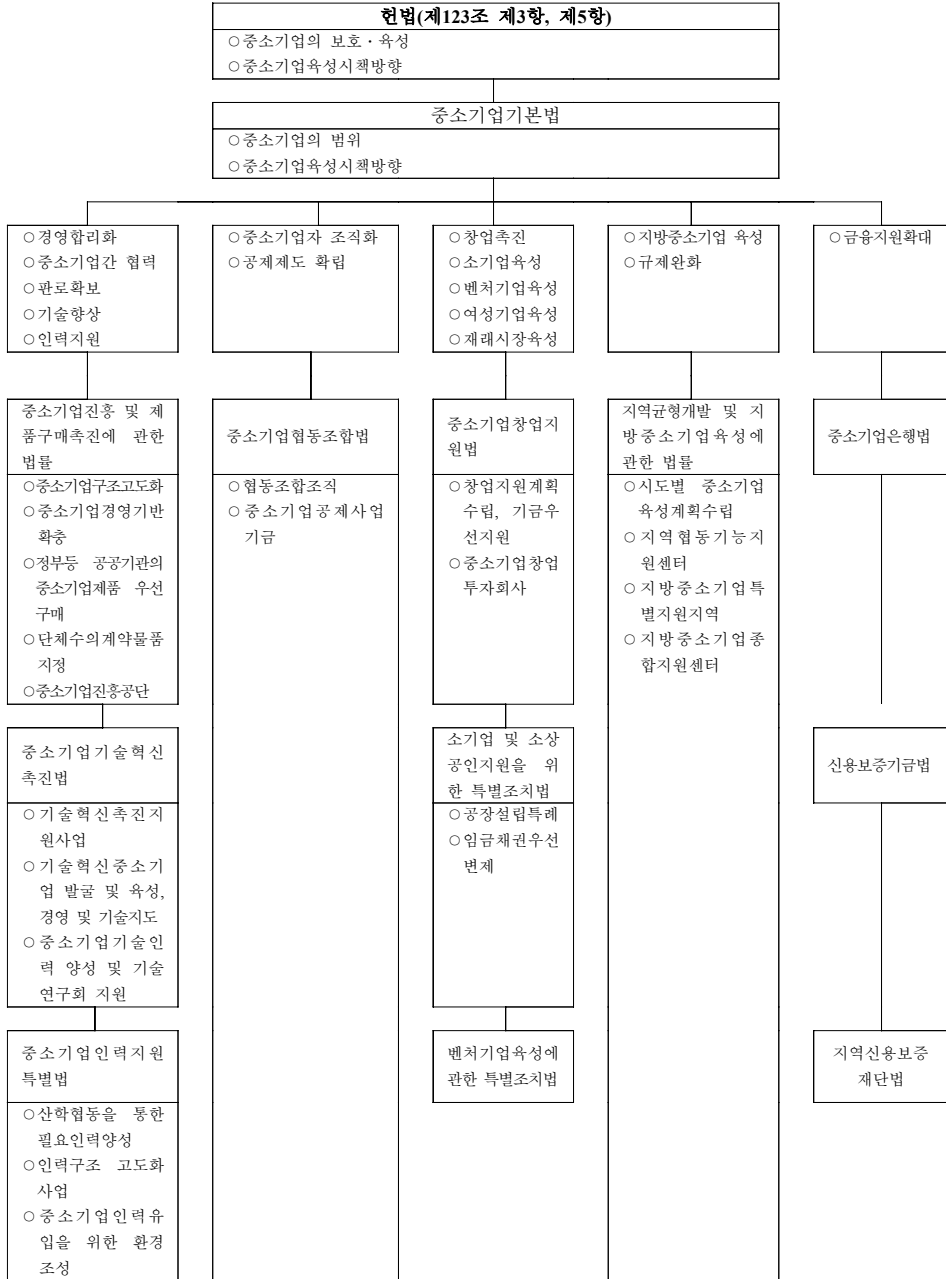 헌법(제123조 제3항, 제5항)
○중소기업의 보호·육성
○중소기업육성시책방향
중소기업기본법
○중소기업의 범위
○중소기업육성시책방향
○경영합리화
○중소기업간 협력
○판로확보
○기술향상
○인력지원
○중소기업자 조직화
○공제제도 확립
○창업촉진
○소기업육성
○벤처기업육성
○여성기업육성
○재래시장육성
○지방중소기업 육성
○규제완화
○금융지원확대
중소기업진흥 및 제
품구매촉진에 관한
법률
○중소기업구조고도화
○중소기업경영기반
확충
○정부등 공공기관의
중소기업제품 우선
구매
○단체수의계약물품
지정
○중소기업진흥공단
중소기업협동조합법
○협동조합조직
○중소기업공제사업
기금
중소기업창업지
원법
○창업지원계획
수립, 기금우
선지원
○중소기업창업
투자회사
지역균형개발 및 지
방중소기업육성에
관한 법률
○시도별 중소기업
육성계획수립
○지역협동기능지
원센터
○지방중소기업특
별지원지역
○지방중소기업종
합지원센터
중소기업은행법
중소기업기술혁신
촉진법
○기술혁신촉진지
원사업
○기술혁신중소기
업 발굴 및 육성,
경영 및 기술지도
○중소기업기술인
력 양성 및 기술
연구회 지원
소기업 및 소상
공인지원을 위
한 특별조치법
○공장설립특례
○임금채권우선
변제
신용보증기금법
중소기업인력지원
특별법
○산학협동을 통한
필요인력양성
○인력구조 고도화
사업
○중소기업인력유
입을 위한 환경
조성
벤처기업육성에
관한 특별조치법
지역신용보증
재단법